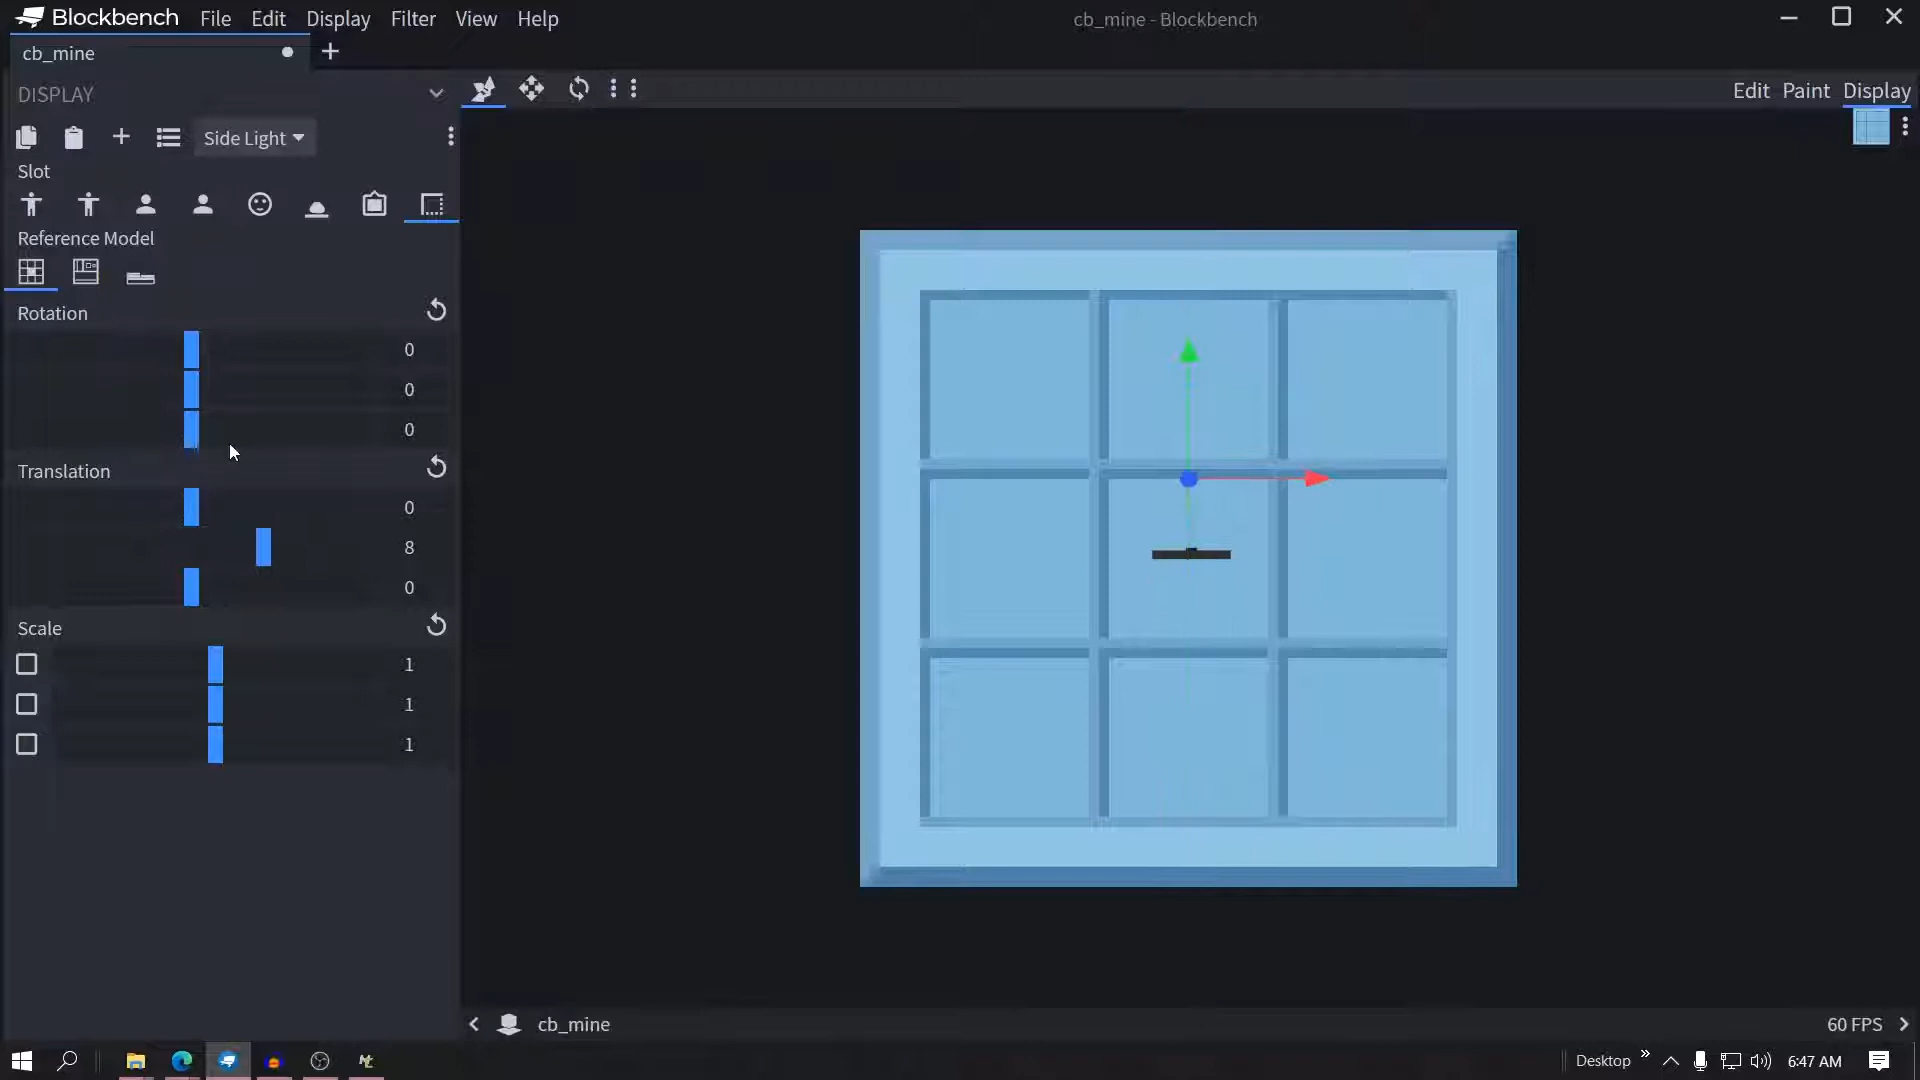 Blockbench File Edit Display Filter View Help
cb_mine - Blockbench
cb_mine
DISPLAY
Edit Paint Display
Side Light
Slot
Reference Model
Rotation
0
0
0
Translation
0
8
0
Scale
1
1
1
cb_mine
60 FPS
Desktop
6:47 AM